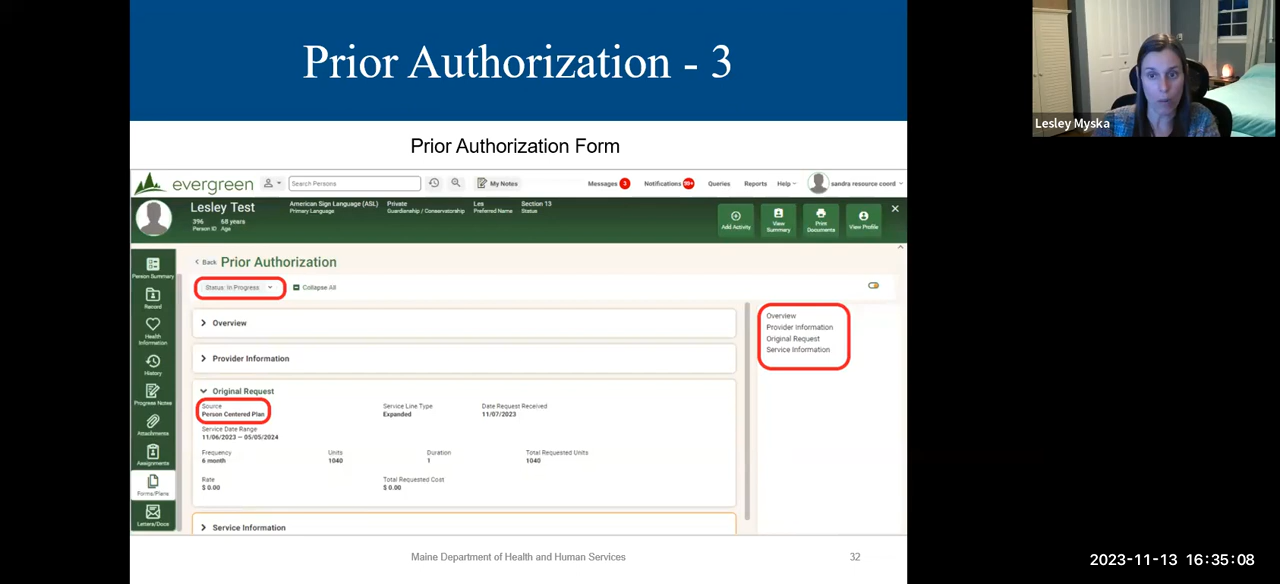 Prior Authorization - 3
Lesley Myska
Prior Authorization Form
evergreen
Search Persons
My Notes
Messages 3
Notifications 99+
Queries
Reports
Help
sandra resource coord
Lesley Test
396
Person ID
68 years
Age
American Sign Language (ASL)
Primary Language
Private
Guardianship / Conservatorship
Les
Preferred Name
Section 13
Status
Add Activity
View Summary
Print Documents
View Profile
Person Summary
Record
Health Information
History
Progress Notes
Attachments
Assignments
Forms/Plans
Letters/Docs
Back Prior Authorization
Status: In Progress
Collapse All
Overview
Provider Information
Original Request
Source
Person Centered Plan
Service Line Type
Expanded
Date Request Received
11/07/2023
Service Date Range
11/06/2023 — 05/05/2024
Frequency
6 month
Units
1040
Duration
1
Total Requested Units
1040
Rate
$ 0.00
Total Requested Cost
$ 0.00
Service Information
Overview
Provider Information
Original Request
Service Information
Maine Department of Health and Human Services
32
2023-11-13 16:35:08